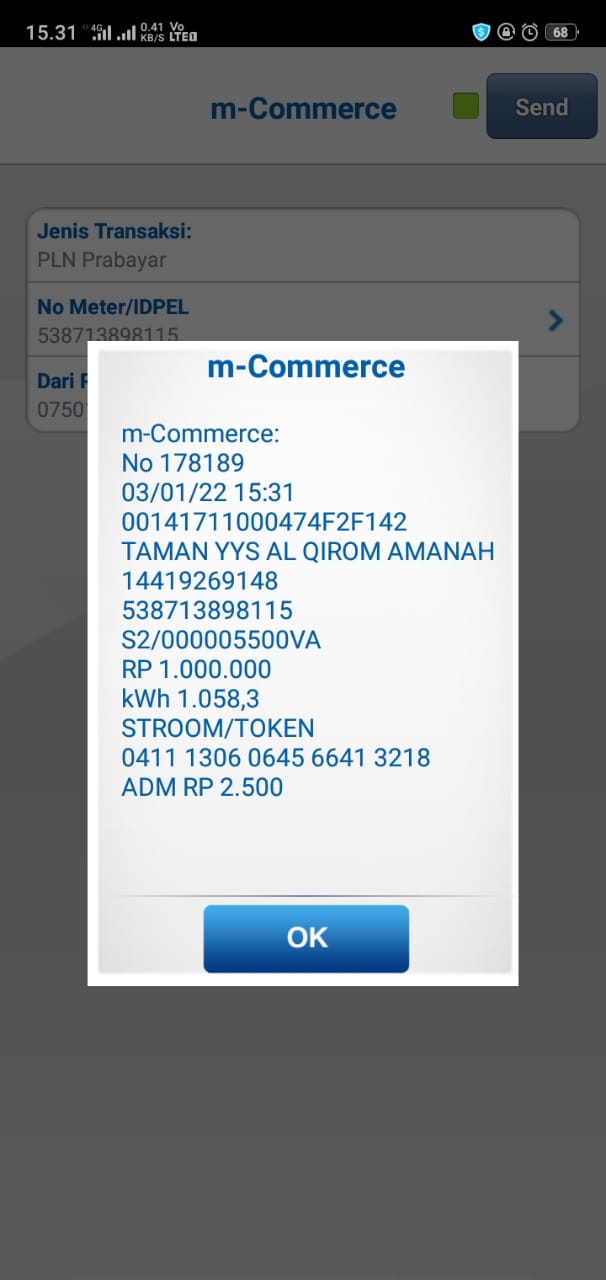 15.31 4G 0.41 KB/S Vo LTE 68
m-Commerce
Send
Jenis Transaksi:
PLN Prabayar
No Meter/IDPEL
538713898115
Dari
0750
m-Commerce
m-Commerce:
No 178189
03/01/22 15:31
00141711000474F2F142
TAMAN YYS AL QIROM AMANAH
14419269148
538713898115
S2/000005500VA
RP 1.000.000
kWh 1.058,3
STROOM/TOKEN
0411 1306 0645 6641 3218
ADM RP 2.500
OK